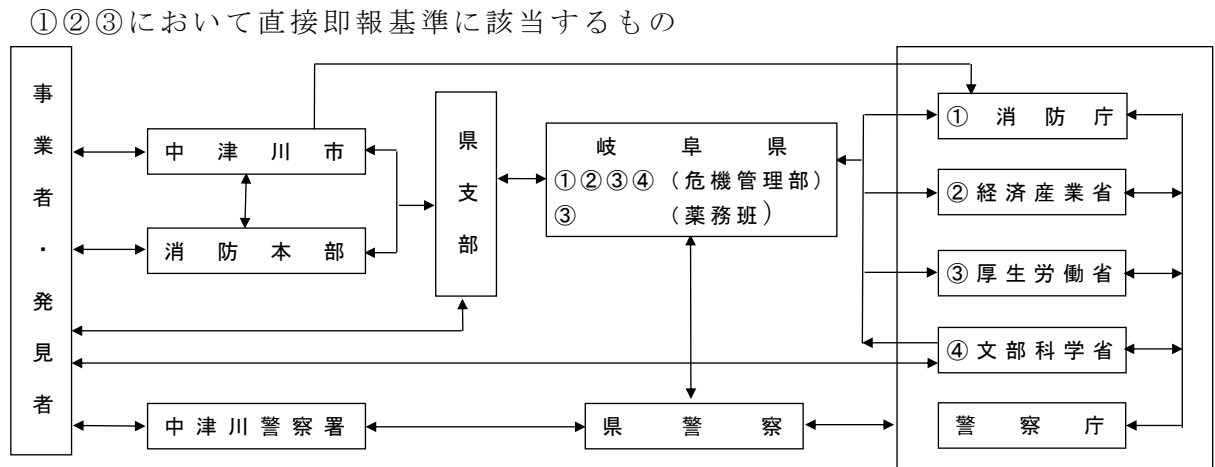 ①②③において直接即報基準に該当するもの
事業者・発見者
中津川市
消防本部
県支部
岐阜県
①②③④（危機管理部）
③（薬務班）
①消防庁
②経済産業省
③厚生労働省
④文部科学省
警察庁
中津川警察署
県警察